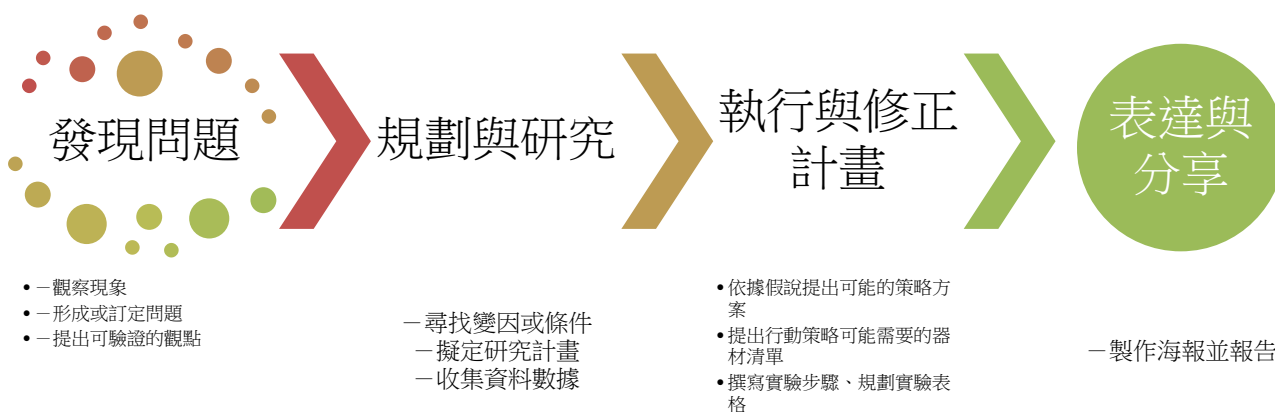 發現問題
－觀察現象
－形成或訂定問題
－提出可驗證的觀點
規劃與研究
－尋找變因或條件
－擬定研究計畫
－收集資料數據
執行與修正
計畫
依據假說提出可能的策略方
案
提出行動策略可能需要的器
材清單
撰寫實驗步驟、規劃實驗表
格
表達與
分享
－製作海報並報告